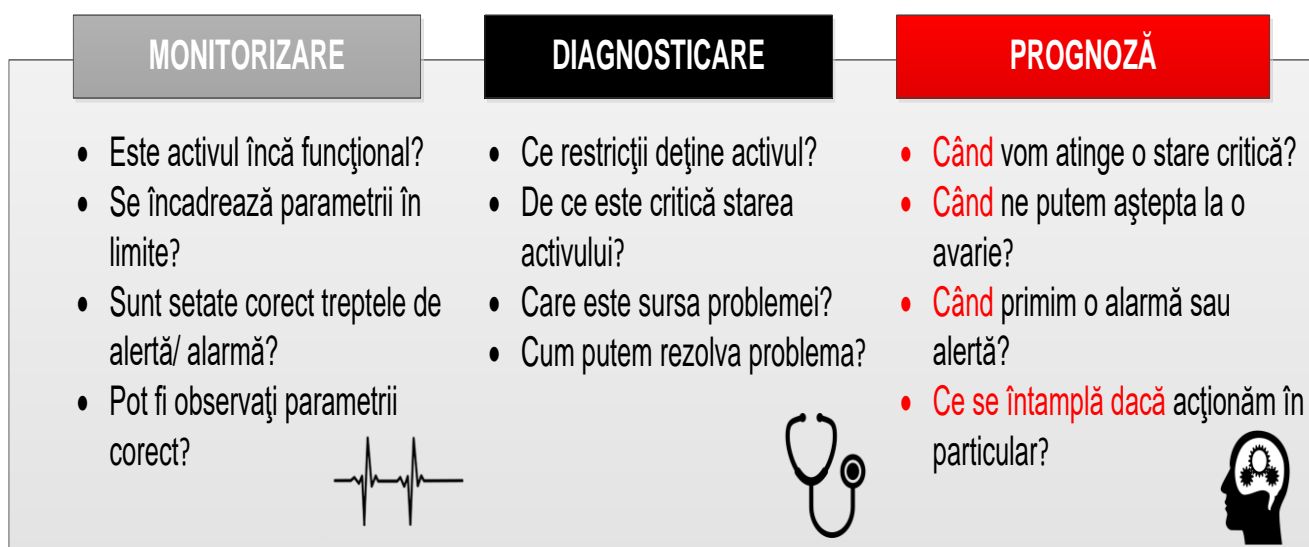 MONITORIZARE
• Este activul încă funcţional?
• Se încadrează parametrii în
limite?
• Sunt setate corect treptele de
alertă/ alarmă?
• Pot fi observaţi parametrii
corect?
DIAGNOSTICARE
• Ce restricţii deţine activul?
• De ce este critică starea
activului?
• Care este sursa problemei?
• Cum putem rezolva problema?
PROGNOZĂ
• Când vom atinge o stare critică?
• Când ne putem aştepta la o
avarie?
• Când primim o alarmă sau
alertă?
• Ce se întamplă dacă acţionăm în
particular?